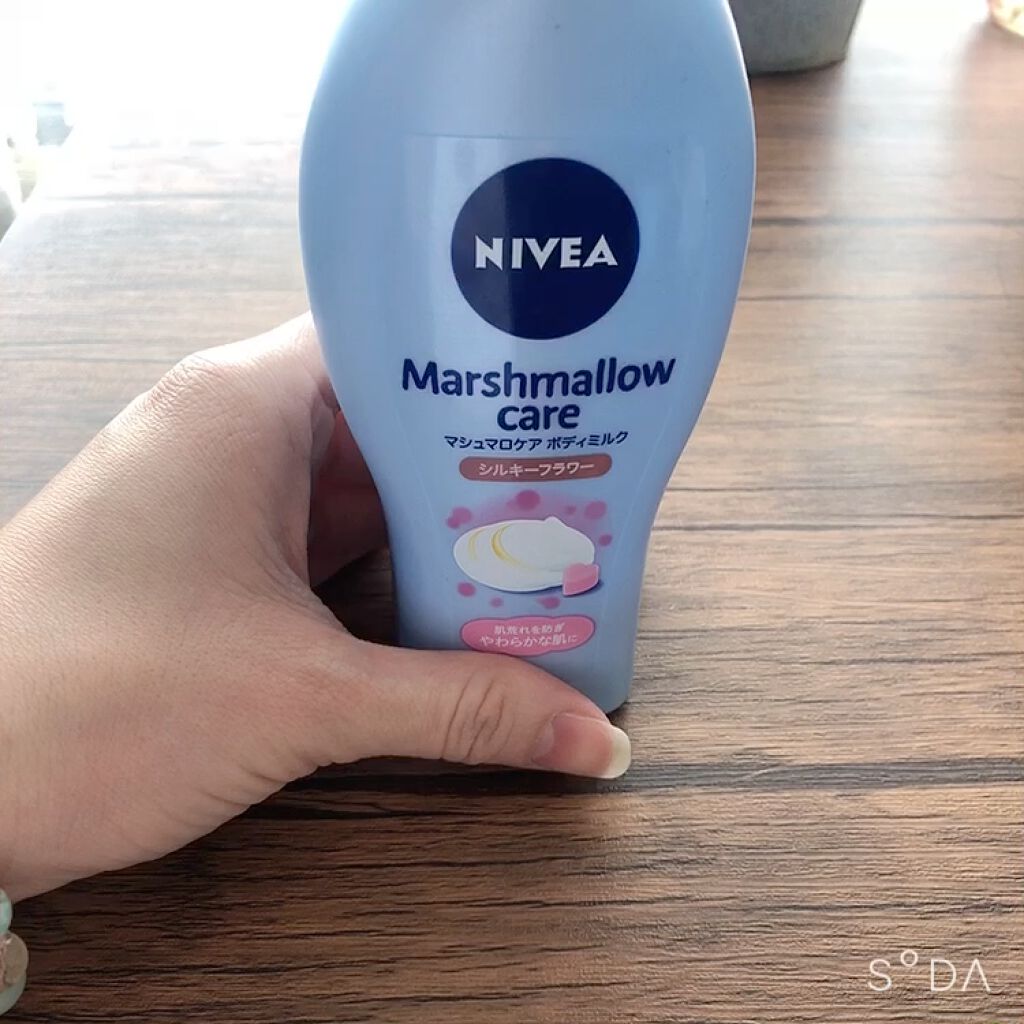 NIVEA
Marshmallow
care
マシュマロケア ボディミルク
シルキーフラワー
肌荒れを防ぎ
やわらかな肌に
S°DA